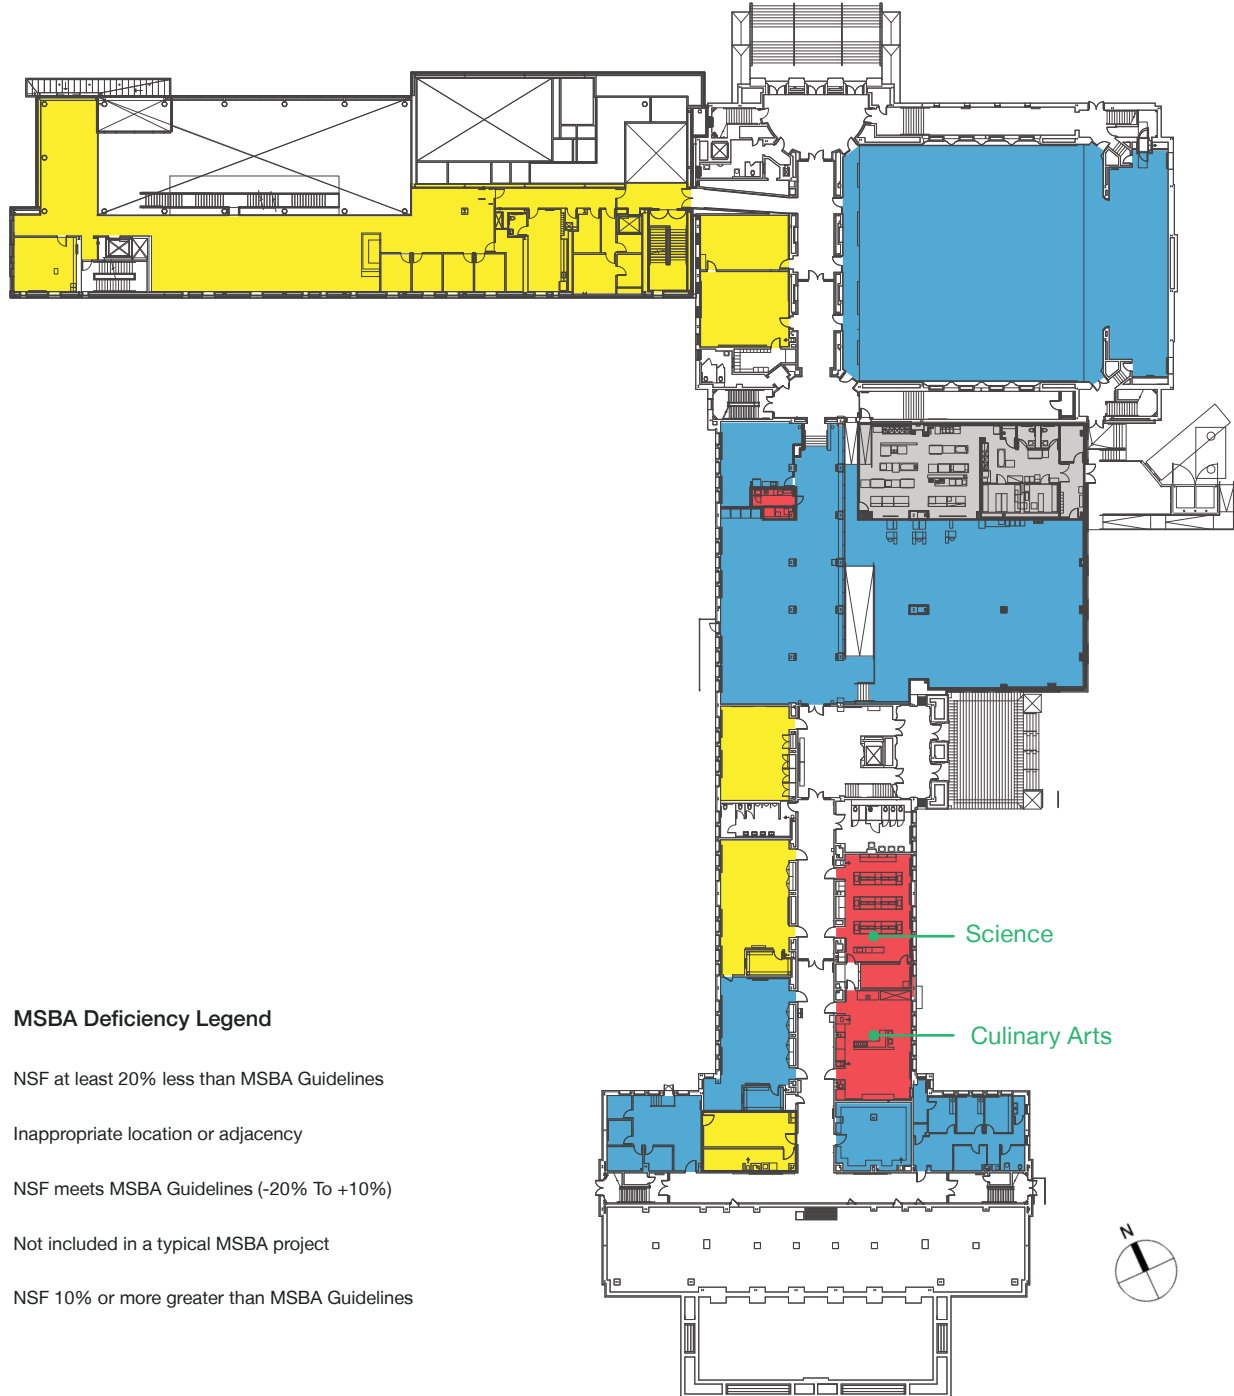 Science
Culinary Arts
MSBA Deficiency Legend
NSF at least 20% less than MSBA Guidelines
Inappropriate location or adjacency
NSF meets MSBA Guidelines (-20% To +10%)
Not included in a typical MSBA project
NSF 10% or more greater than MSBA Guidelines
N